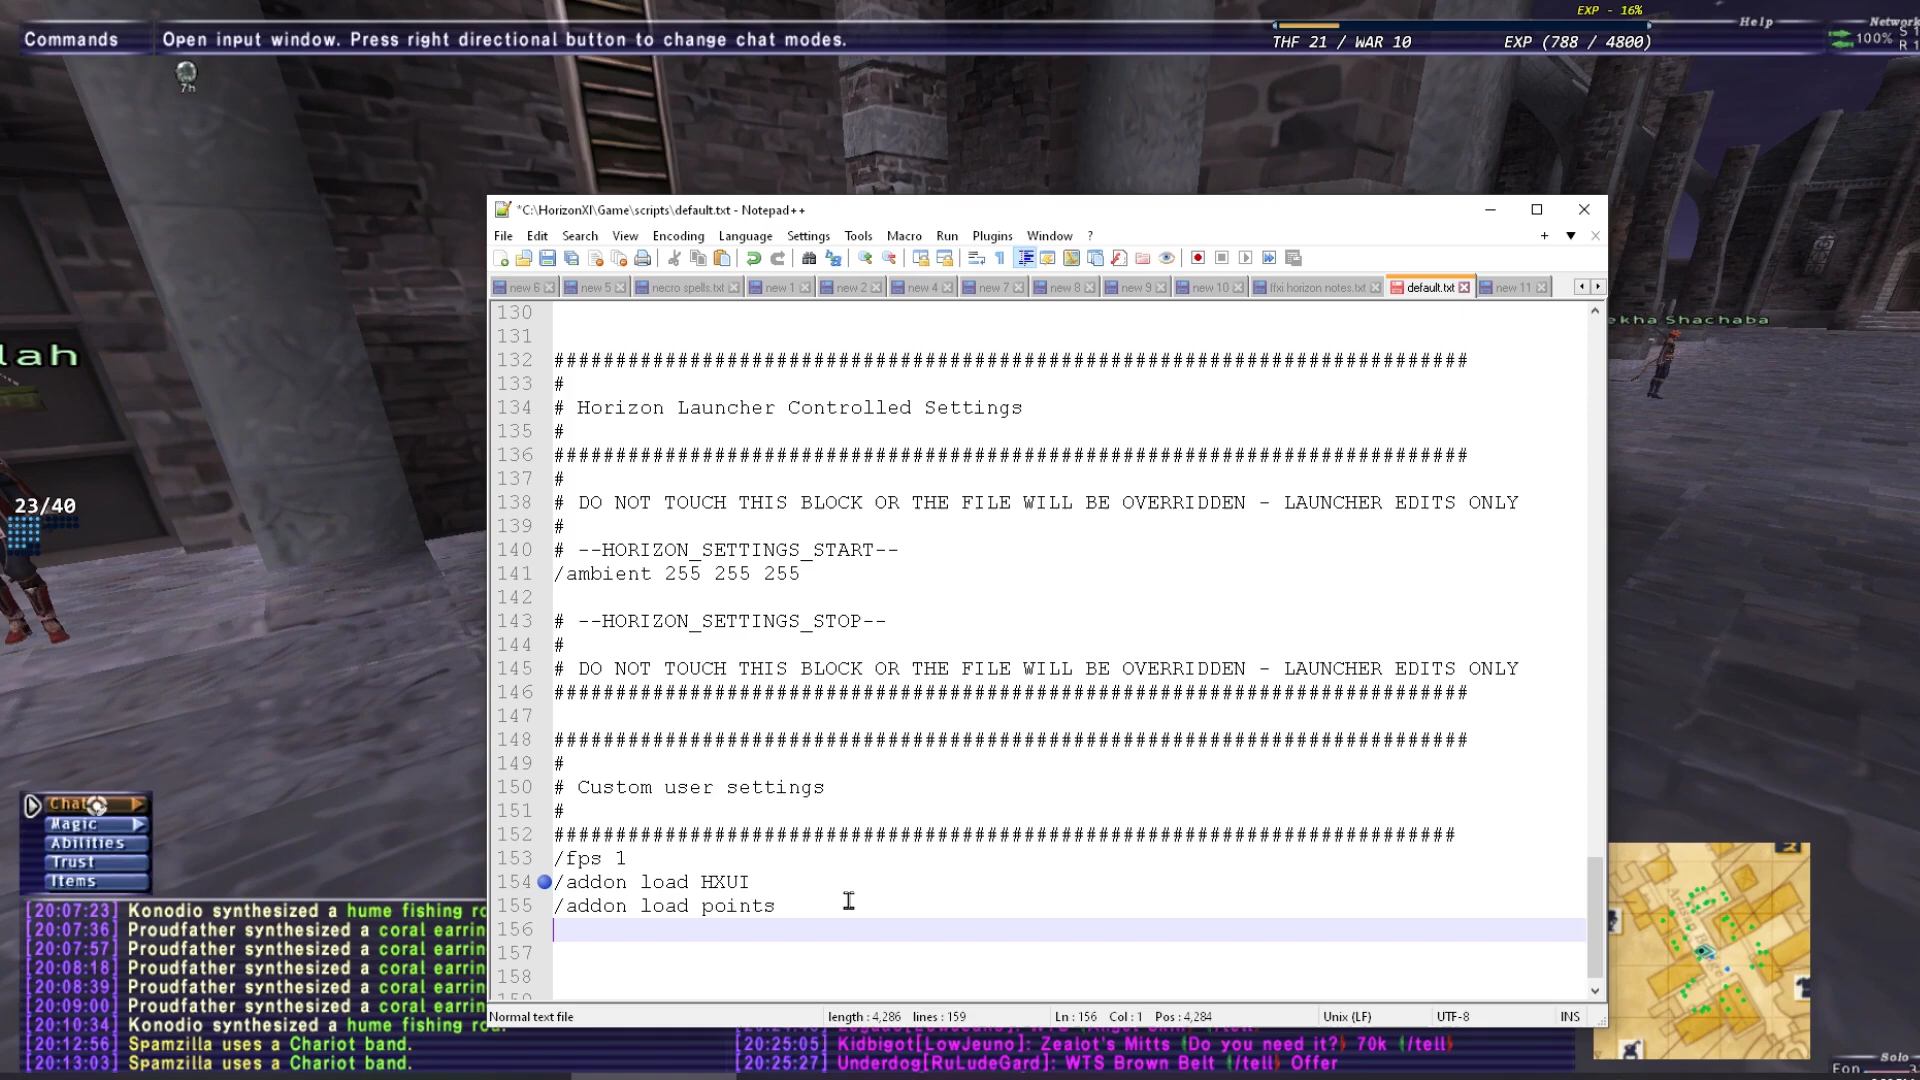 EXP - 16%
Commands Open input window. Press right directional button to change chat modes.
THF 21 / WAR 10 EXP (788 / 4800)
Help
Network
100% S 1
R 1
7h
*C:\HorizonXI\Game\scripts\default.txt - Notepad++
File Edit Search View Encoding Language Settings Tools Macro Run Plugins Window ?
new 6 new 5 necro spells.txt new 1 new 2 new 4 new 7 new 8 new 9 new 10 ffxi horizon notes.txt default.txt new 11
ekha Shachaba
lah
23/40
130
131
132 ##########################################################################
133 #
134 # Horizon Launcher Controlled Settings
135 #
136 ##########################################################################
137 #
138 # DO NOT TOUCH THIS BLOCK OR THE FILE WILL BE OVERRIDDEN - LAUNCHER EDITS ONLY
139 #
140 # --HORIZON_SETTINGS_START--
141 /ambient 255 255 255
142
143 # --HORIZON_SETTINGS_STOP--
144 #
145 # DO NOT TOUCH THIS BLOCK OR THE FILE WILL BE OVERRIDDEN - LAUNCHER EDITS ONLY
146 ##########################################################################
147
148 ##########################################################################
149 #
150 # Custom user settings
151 #
152 #########################################################################
153 /fps 1
154 /addon load HXUI
155 /addon load points
156
157
158
159
Normal text file length : 4,286 lines : 159 Ln : 156 Col : 1 Pos : 4,284 Unix (LF) UTF-8 INS
Chat
Magic
Abilities
Trust
Items
[20:07:23] Konodio synthesized a hume fishing ro
[20:07:36] Proudfather synthesized a coral earrin
[20:07:57] Proudfather synthesized a coral earrin
[20:08:18] Proudfather synthesized a coral earrin
[20:08:39] Proudfather synthesized a coral earrin
[20:09:00] Proudfather synthesized a coral earrin
[20:10:34] Konodio synthesized a hume fishing rod.
[20:12:56] Spamzilla uses a Chariot band.
[20:13:03] Spamzilla uses a Chariot band.
[20:25:05] Kidbigot[LowJeuno]: Zealot's Mitts (Do you need it?) 70k (/tell)
[20:25:27] Underdog[RuLudeGard]: WTS Brown Belt (/tell) Offer
Solo
Eon